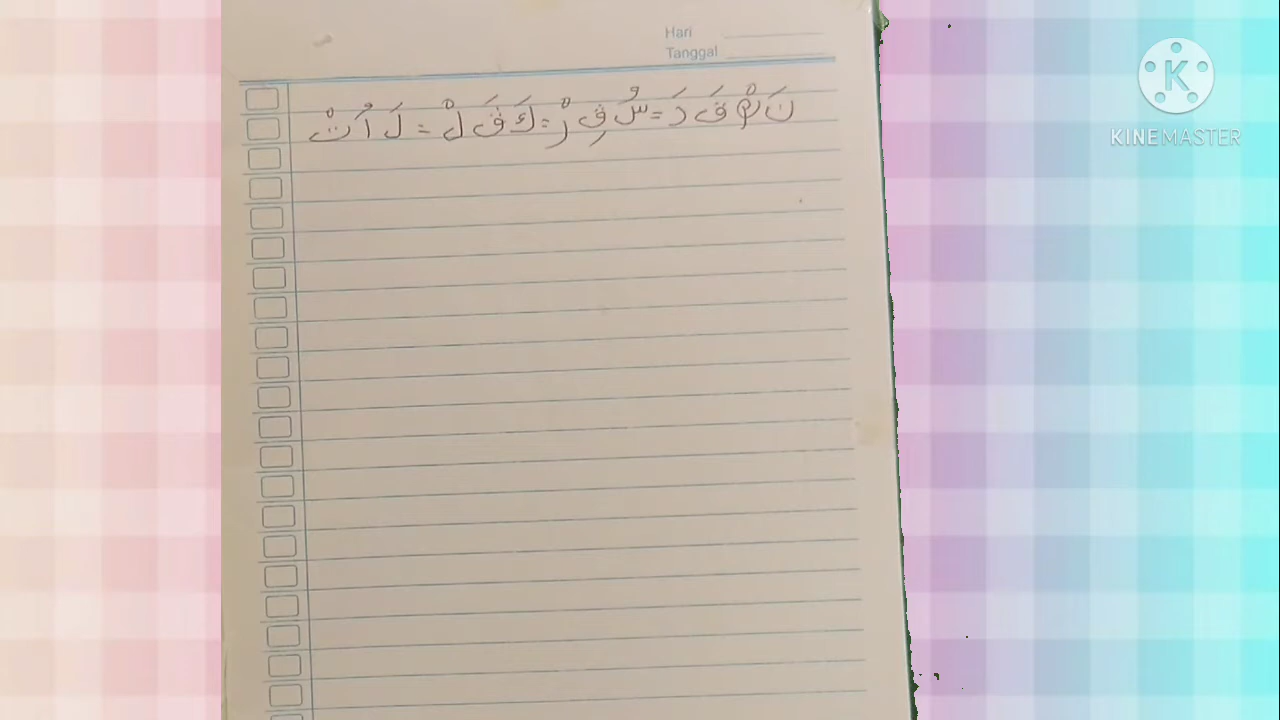 Hari
Tanggal
نَ هْ قَ دَ = سُ فِ رْ = كَ فَ لْ = لَ اُ تْ
KINEMASTER